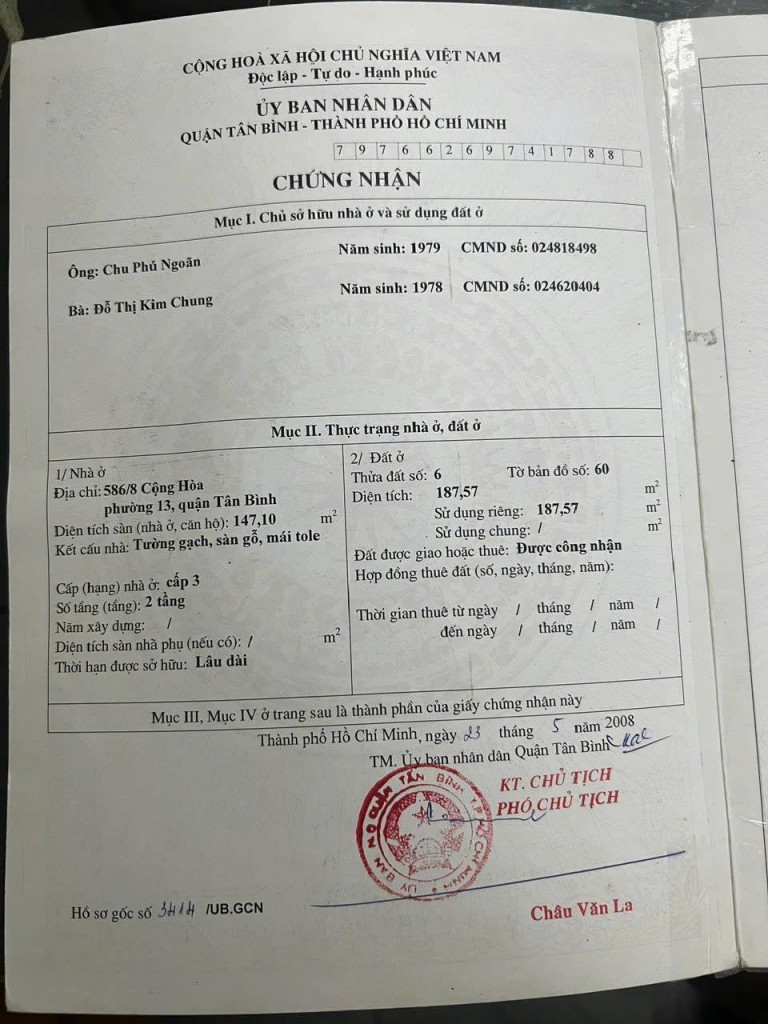 CỘNG HOÀ XÃ HỘI CHỦ NGHĨA VIỆT NAM
Độc lập - Tự do - Hạnh phúc
ỦY BAN NHÂN DÂN
QUẬN TÂN BÌNH - THÀNH PHỐ HỒ CHÍ MINH
7 9 7 6 6 2 6 9 7 4 1 7 8 8
CHỨNG NHẬN
Mục I. Chủ sở hữu nhà ở và sử dụng đất ở
Ông: Chu Phú Ngoãn Năm sinh: 1979 CMND số: 024818498
Bà: Đỗ Thị Kim Chung Năm sinh: 1978 CMND số: 024620404
Mục II. Thực trạng nhà ở, đất ở
1/ Nhà ở
Địa chỉ: 586/8 Cộng Hòa
phường 13, quận Tân Bình
Diện tích sàn (nhà ở, căn hộ): 147,10 m²
Kết cấu nhà: Tường gạch, sàn gỗ, mái tole
Cấp (hạng) nhà ở: cấp 3
Số tầng (tầng): 2 tầng
Năm xây dựng: /
Diện tích sàn nhà phụ (nếu có): / m²
Thời hạn được sở hữu: Lâu dài
2/ Đất ở
Thửa đất số: 6 Tờ bản đồ số: 60
Diện tích: 187,57 m²
Sử dụng riêng: 187,57 m²
Sử dụng chung: / m²
Đất được giao hoặc thuê: Được công nhận
Hợp đồng thuê đất (số, ngày, tháng, năm):
Thời gian thuê từ ngày / tháng / năm /
đến ngày / tháng / năm /
Mục III, Mục IV ở trang sau là thành phần của giấy chứng nhận này
Thành phố Hồ Chí Minh, ngày 23 tháng 5 năm 2008
TM. Ủy ban nhân dân Quận Tân Bình
KT. CHỦ TỊCH
PHÓ CHỦ TỊCH
ỦY BAN N D QUẬN TÂN BÌNH T.P HỒ CHÍ MINH
Hồ sơ gốc số 3414 /UB.GCN
Châu Văn La